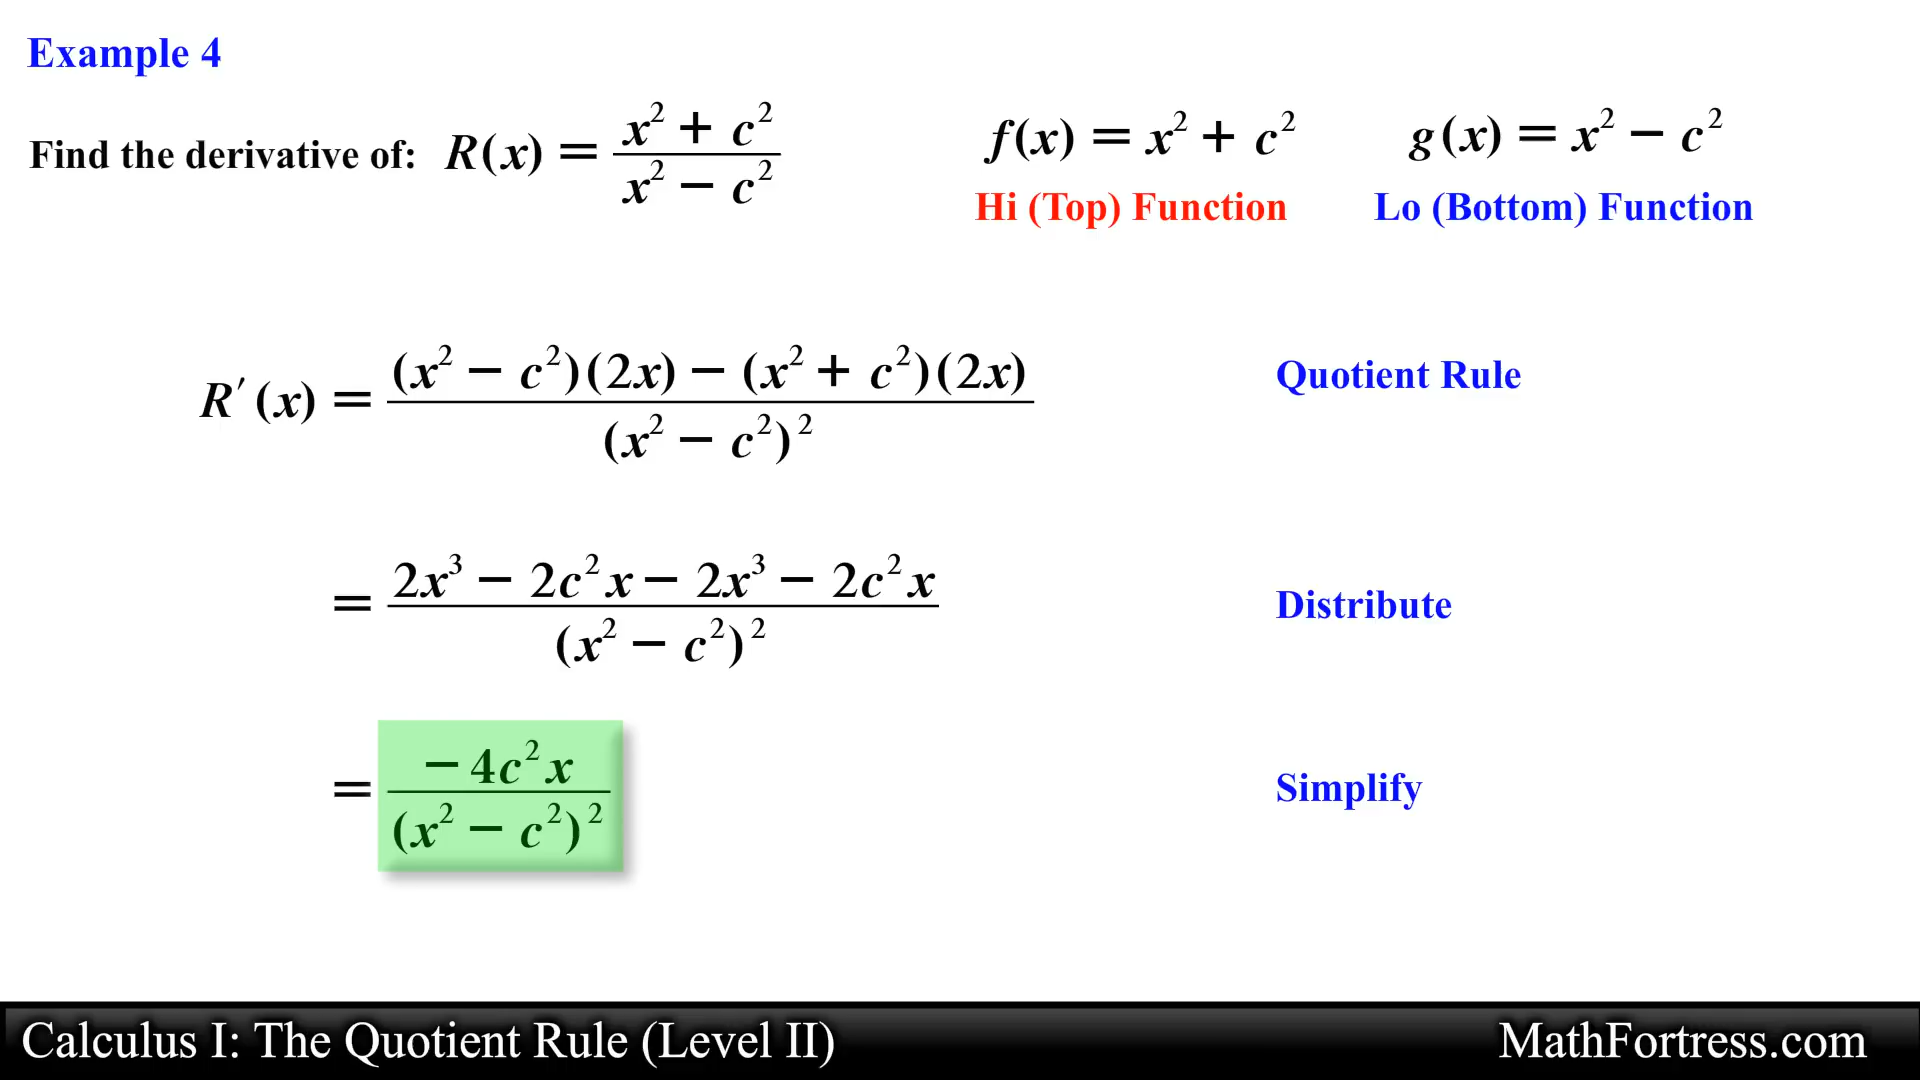 Example 4
Find the derivative of: R(x) = (x² + c²)/(x² − c²)
f(x) = x² + c²
g(x) = x² − c²
Hi (Top) Function
Lo (Bottom) Function
R′(x) = ((x² − c²)(2x) − (x² + c²)(2x))/(x² − c²)²
Quotient Rule
= (2x³ − 2c²x − 2x³ − 2c²x)/(x² − c²)²
Distribute
= (−4c²x)/(x² − c²)²
Simplify
Calculus I: The Quotient Rule (Level II)
MathFortress.com